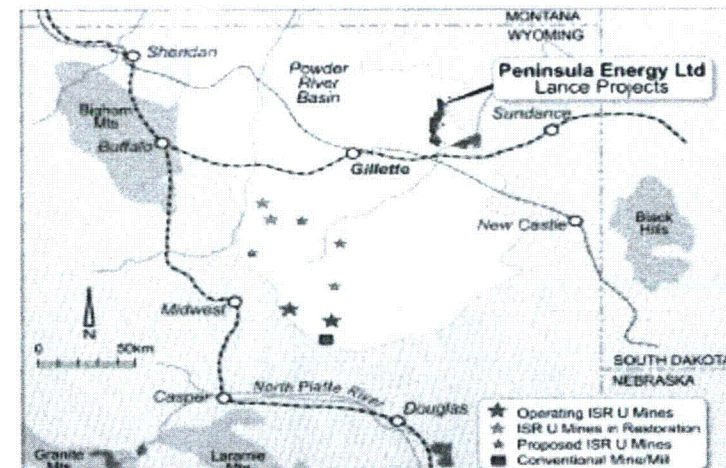 MONTANA
WYOMING
Sheridan
Powder
River
Basin
Peninsula Energy Ltd
Lance Projects
Bighorn
Mts
Sundance
Buffalo
Gillette
New Castle
Black
Hills
N
Midwest
0 50km
SOUTH DAKOTA
NEBRASKA
Casper
North Platte River
Douglas
Operating ISR U Mines
ISR U Mines in Restoration
Proposed ISR U Mines
Conventional Mine/Mill
Granite
Mts
Laramie
Mts